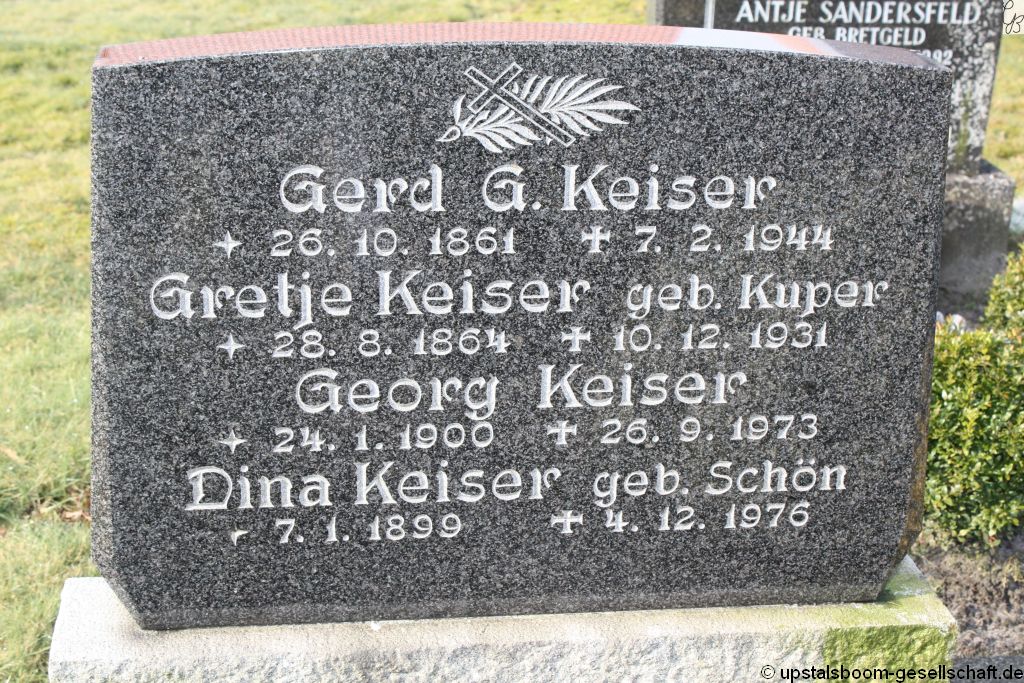 ANTJE SANDERSFELD
GEB. BRETGELD
Gerd G. Keiser
26. 10. 1861 7. 2. 1944
Gretje Keiser geb. Kuper
28. 8. 1864 10. 12. 1931
Georg Keiser
24. 1. 1900 26. 9. 1973
Dina Keiser geb. Schön
7. 1. 1899 4. 12. 1976
© upstalsboom-gesellschaft.de